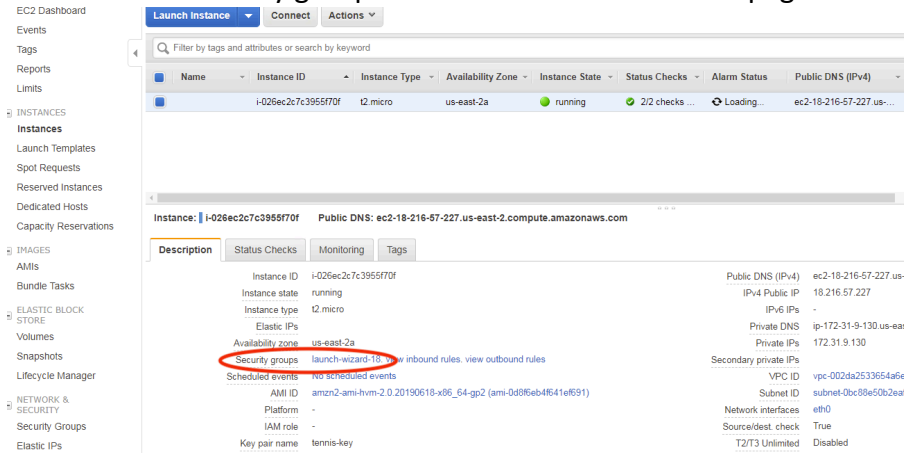 EC2 Dashboard
Events
Tags
Reports
Limits
INSTANCES
Instances
Launch Templates
Spot Requests
Reserved Instances
Dedicated Hosts
Capacity Reservations
IMAGES
AMIs
Bundle Tasks
ELASTIC BLOCK
STORE
Volumes
Snapshots
Lifecycle Manager
NETWORK &
SECURITY
Security Groups
Elastic IPs
Launch Instance Connect Actions
Filter by tags and attributes or search by keyword
Name Instance ID Instance Type Availability Zone Instance State Status Checks Alarm Status Public DNS (IPv4)
i-026ec2c7c3955f70f t2.micro us-east-2a running 2/2 checks ... Loading... ec2-18-216-57-227.us-...
Instance: i-026ec2c7c3955f70f Public DNS: ec2-18-216-57-227.us-east-2.compute.amazonaws.com
Description Status Checks Monitoring Tags
Instance ID i-026ec2c7c3955f70f
Instance state running
Instance type t2.micro
Elastic IPs
Availability zone us-east-2a
Security groups launch-wizard-18. view inbound rules. view outbound rules
Scheduled events No scheduled events
AMI ID amzn2-ami-hvm-2.0.20190618-x86_64-gp2 (ami-0d8f6eb4f641ef691)
Platform -
IAM role -
Key pair name tennis-key
Public DNS (IPv4) ec2-18-216-57-227.us-
IPv4 Public IP 18.216.57.227
IPv6 IPs -
Private DNS ip-172-31-9-130.us-eas
Private IPs 172.31.9.130
Secondary private IPs
VPC ID vpc-002da2533654a6e
Subnet ID subnet-0bc88e50b2eaf
Network interfaces eth0
Source/dest. check True
T2/T3 Unlimited Disabled